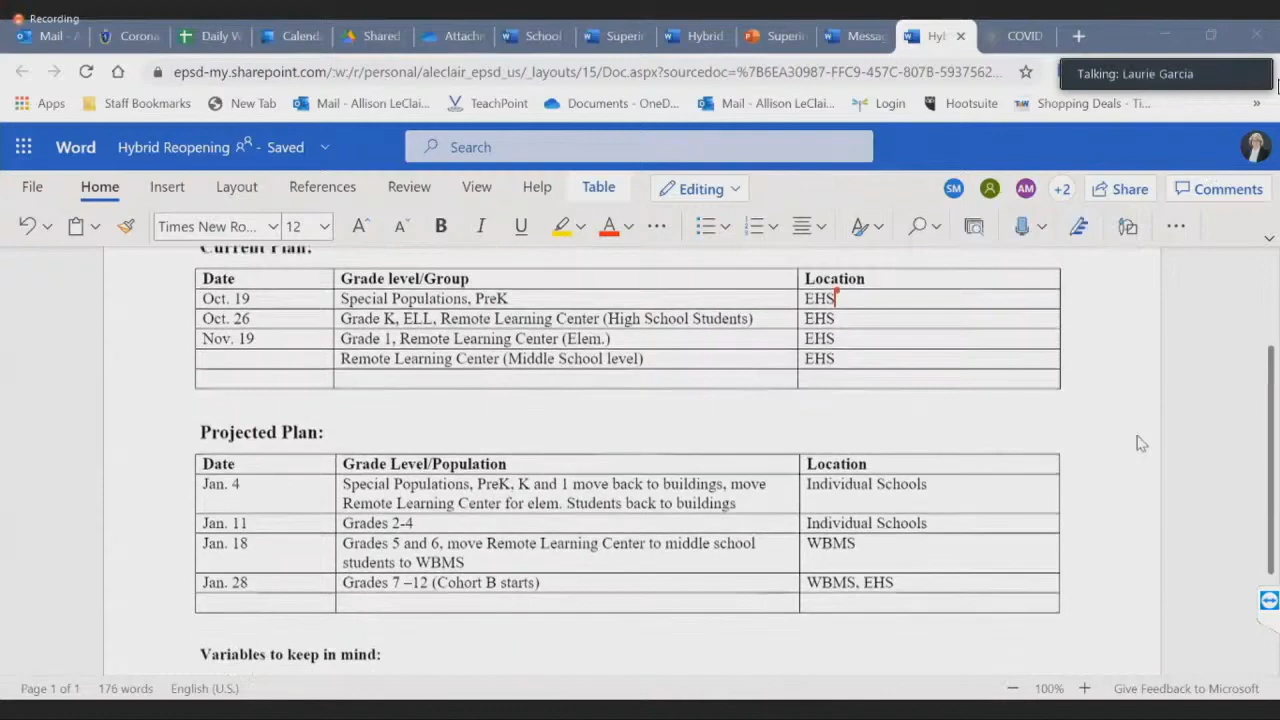 Recording
Mail - A
Corona
Daily W
Calenda
Shared
Attachm
School
Superin
Hybrid
Superin
Messag
Hyb
COVID
epsd-my.sharepoint.com/:w:/r/personal/aleclair_epsd_us/_layouts/15/Doc.aspx?sourcedoc=%7B6EA30987-FFC9-457C-807B-5937562...
Talking: Laurie Garcia
Apps
Staff Bookmarks
New Tab
Mail - Allison LeClai...
TeachPoint
Documents - OneD...
Mail - Allison LeClai...
Login
Hootsuite
Shopping Deals - Ti...
Word
Hybrid Reopening - Saved
Search
File
Home
Insert
Layout
References
Review
View
Help
Table
Editing
SM
AM
+2
Share
Comments
Times New Ro...
12
Current Plan:
Date Grade level/Group Location
Oct. 19 Special Populations, PreK EHS
Oct. 26 Grade K, ELL, Remote Learning Center (High School Students) EHS
Nov. 19 Grade 1, Remote Learning Center (Elem.) EHS
Remote Learning Center (Middle School level) EHS
Projected Plan:
Date Grade Level/Population Location
Jan. 4 Special Populations, PreK, K and 1 move back to buildings, move Individual Schools
Remote Learning Center for elem. Students back to buildings
Jan. 11 Grades 2-4 Individual Schools
Jan. 18 Grades 5 and 6, move Remote Learning Center to middle school WBMS
students to WBMS
Jan. 28 Grades 7 –12 (Cohort B starts) WBMS, EHS
Variables to keep in mind:
Page 1 of 1
176 words
English (U.S.)
100%
Give Feedback to Microsoft